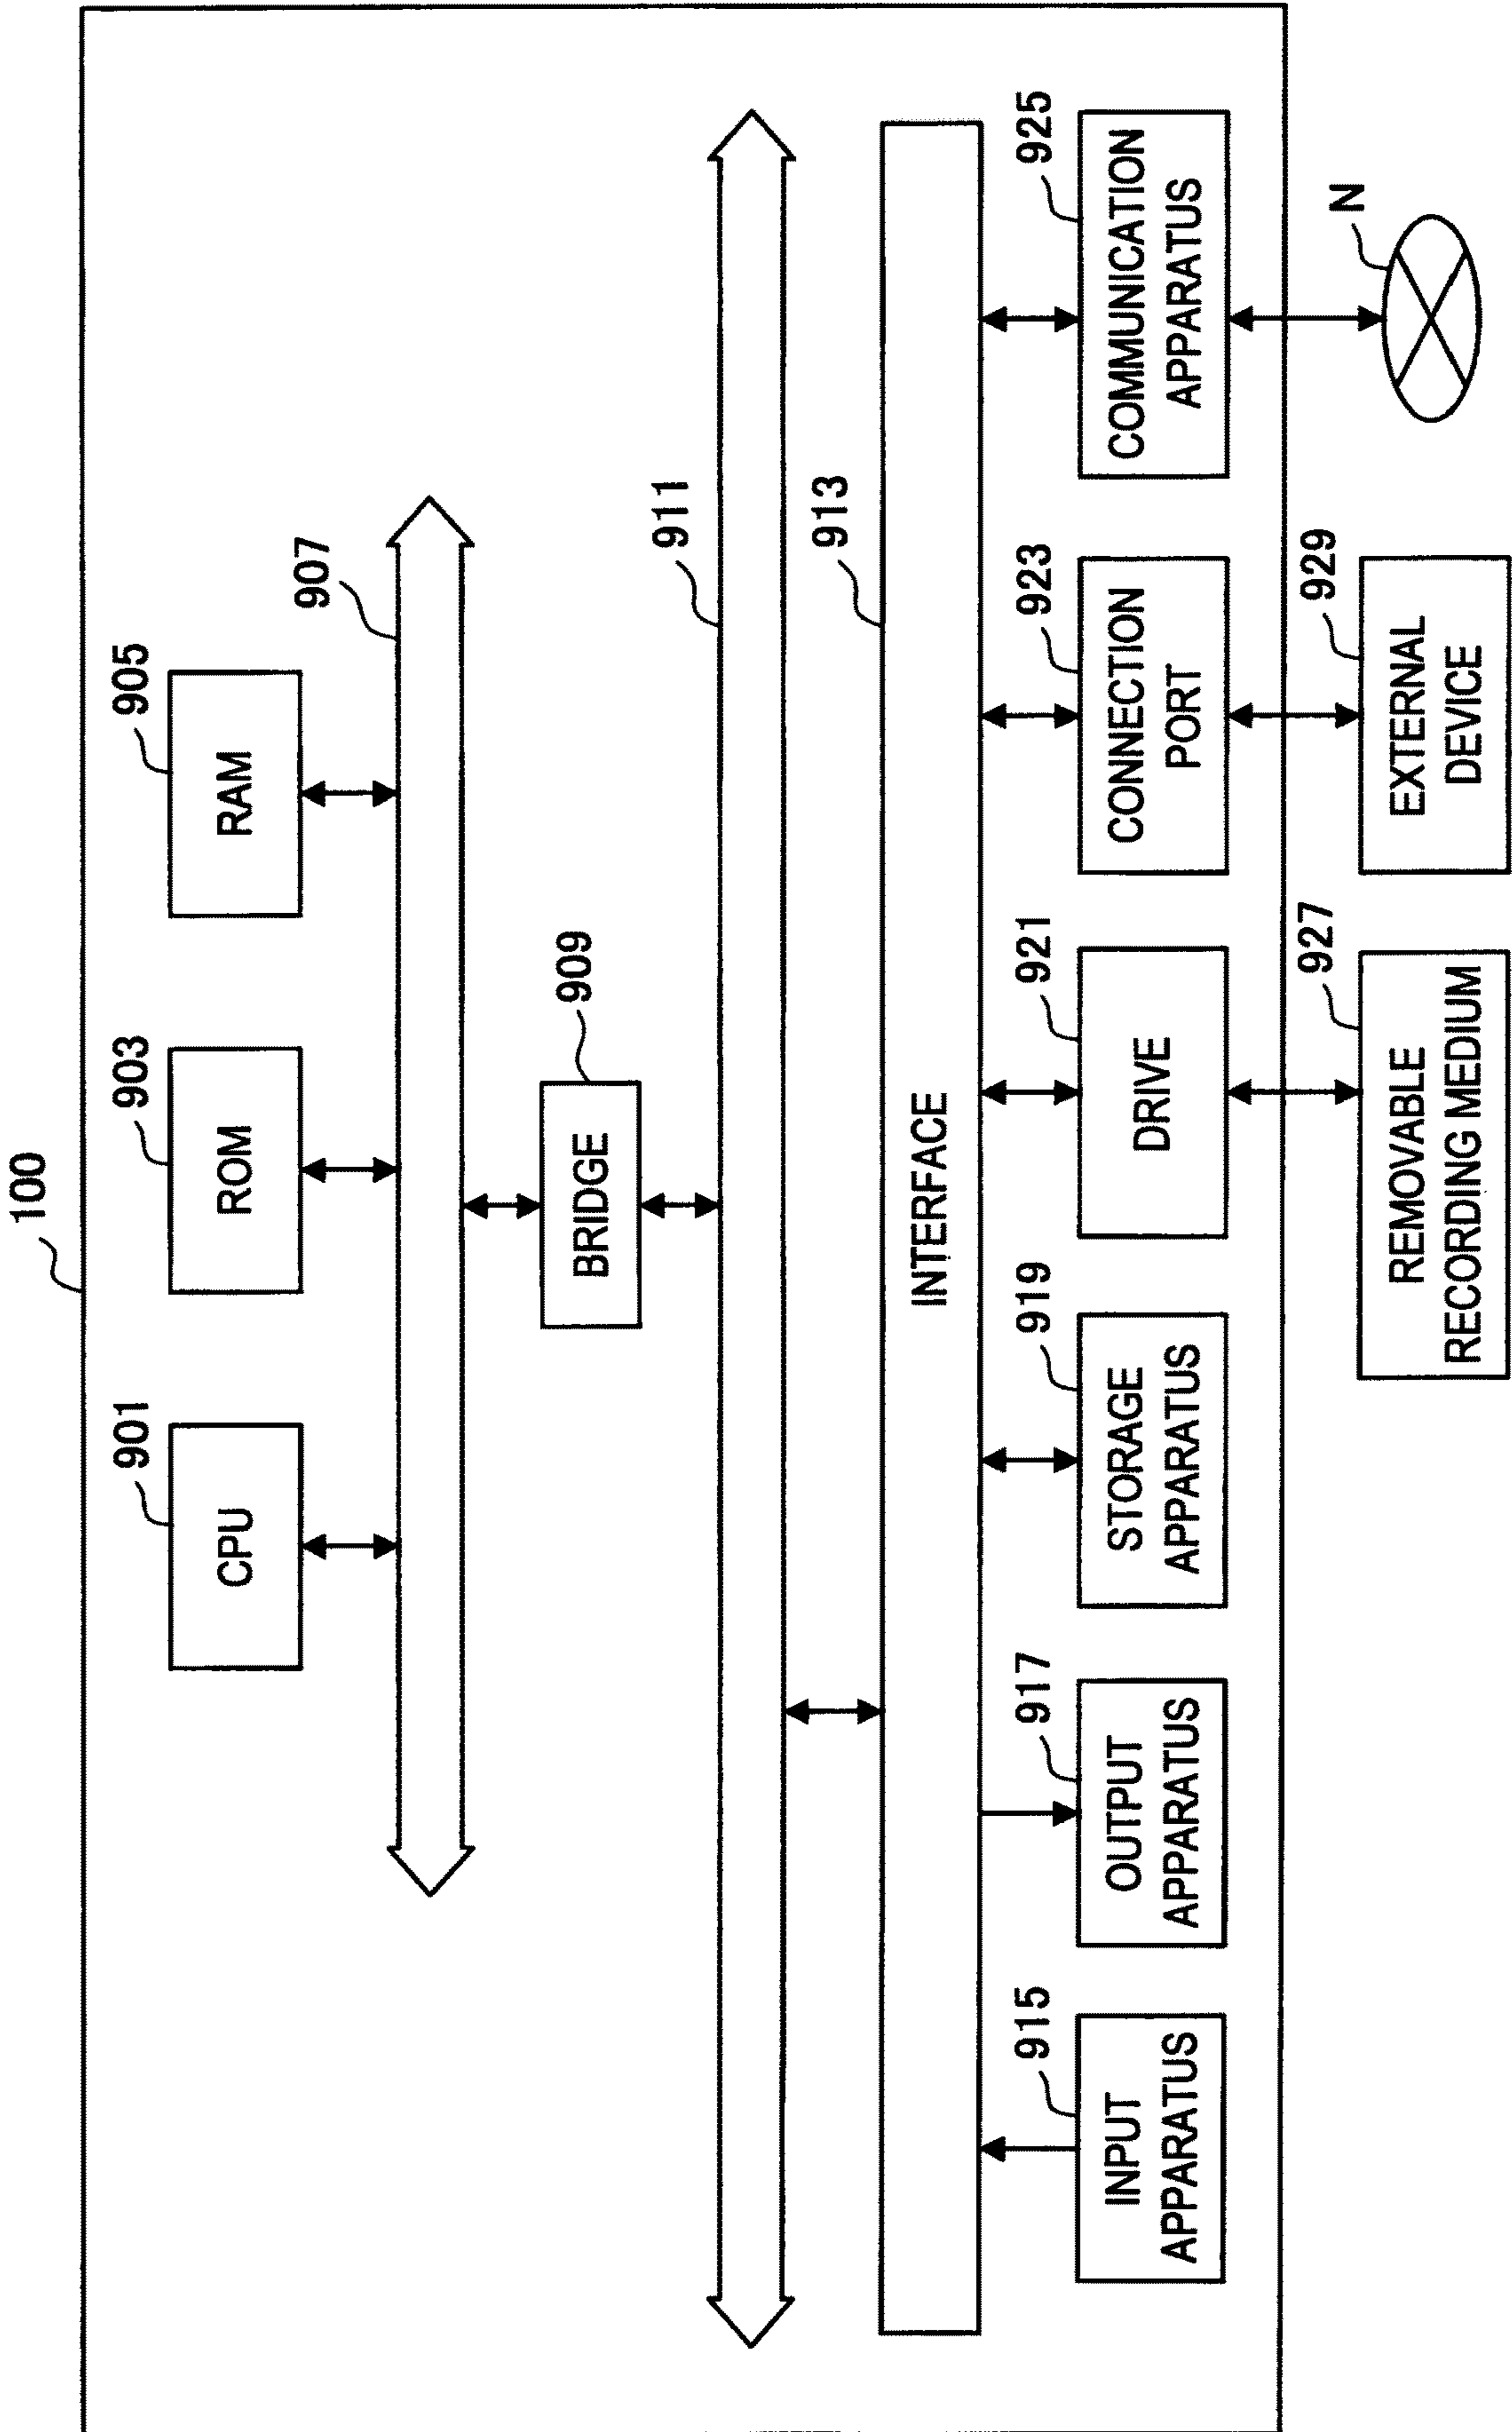 100
901
903
905
CPU
ROM
RAM
907
909
BRIDGE
911
913
INTERFACE
915
917
919
921
923
925
INPUT
APPARATUS
OUTPUT
APPARATUS
STORAGE
APPARATUS
DRIVE
CONNECTION
PORT
COMMUNICATION
APPARATUS
927
929
N
REMOVABLE
RECORDING MEDIUM
EXTERNAL
DEVICE